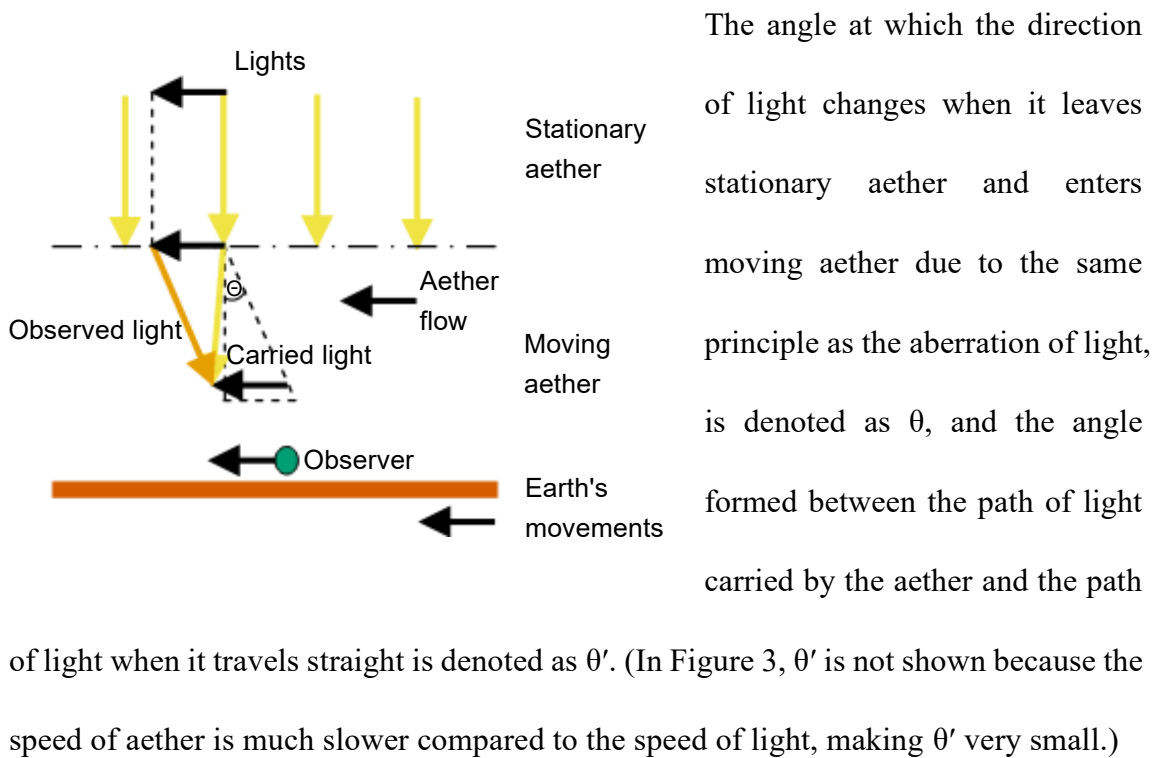 Lights
Stationary
aether
Aether
flow
Θ
Observed light
Carried light
Moving
aether
Observer
Earth's
movements
The angle at which the direction
of light changes when it leaves
stationary aether and enters
moving aether due to the same
principle as the aberration of light,
is denoted as θ, and the angle
formed between the path of light
carried by the aether and the path
of light when it travels straight is denoted as θ′. (In Figure 3, θ′ is not shown because the
speed of aether is much slower compared to the speed of light, making θ′ very small.)